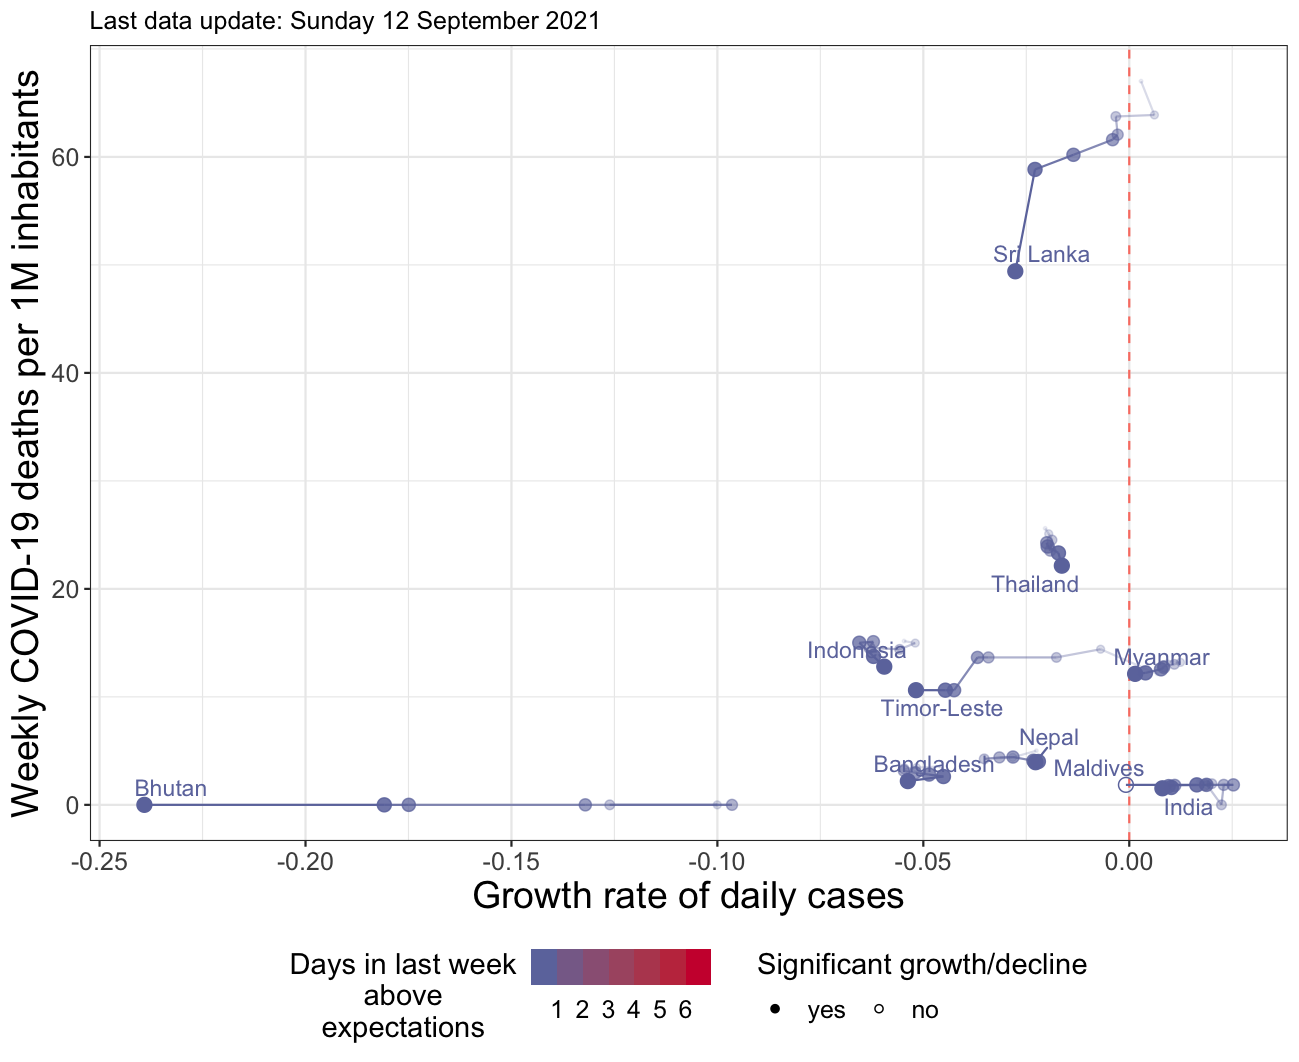 Last data update: Sunday 12 September 2021
Weekly COVID-19 deaths per 1M inhabitants
60
40
20
0
Sri Lanka
Thailand
Indonesia
Myanmar
Timor-Leste
Nepal
Bangladesh
Maldives
Bhutan
India
-0.25
-0.20
-0.15
-0.10
-0.05
0.00
Growth rate of daily cases
Days in last week
above
expectations
1 2 3 4 5 6
Significant growth/decline
yes no